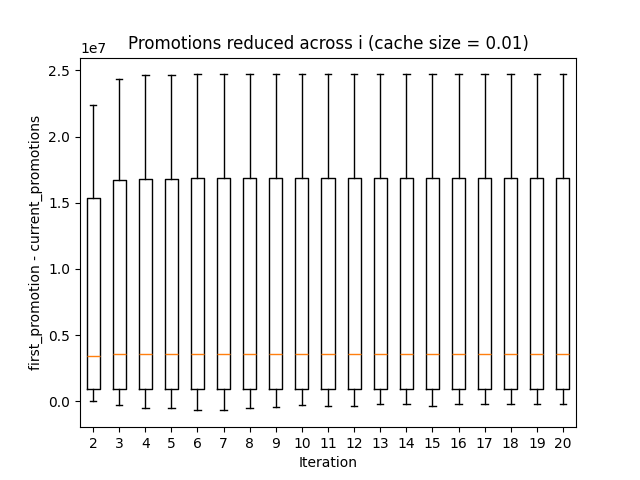 Promotions reduced across i (cache size = 0.01)
1e7
2.5
2.0
1.5
1.0
0.5
0.0
first_promotion - current_promotions
2 3 4 5 6 7 8 9 10 11 12 13 14 15 16 17 18 19 20
Iteration